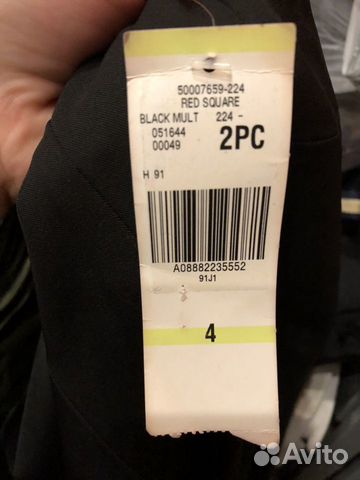 50007659-224
RED SQUARE
BLACK MULT 224 -
051644
00049 2PC
H 91
A08882235552
91J1
4
Avito